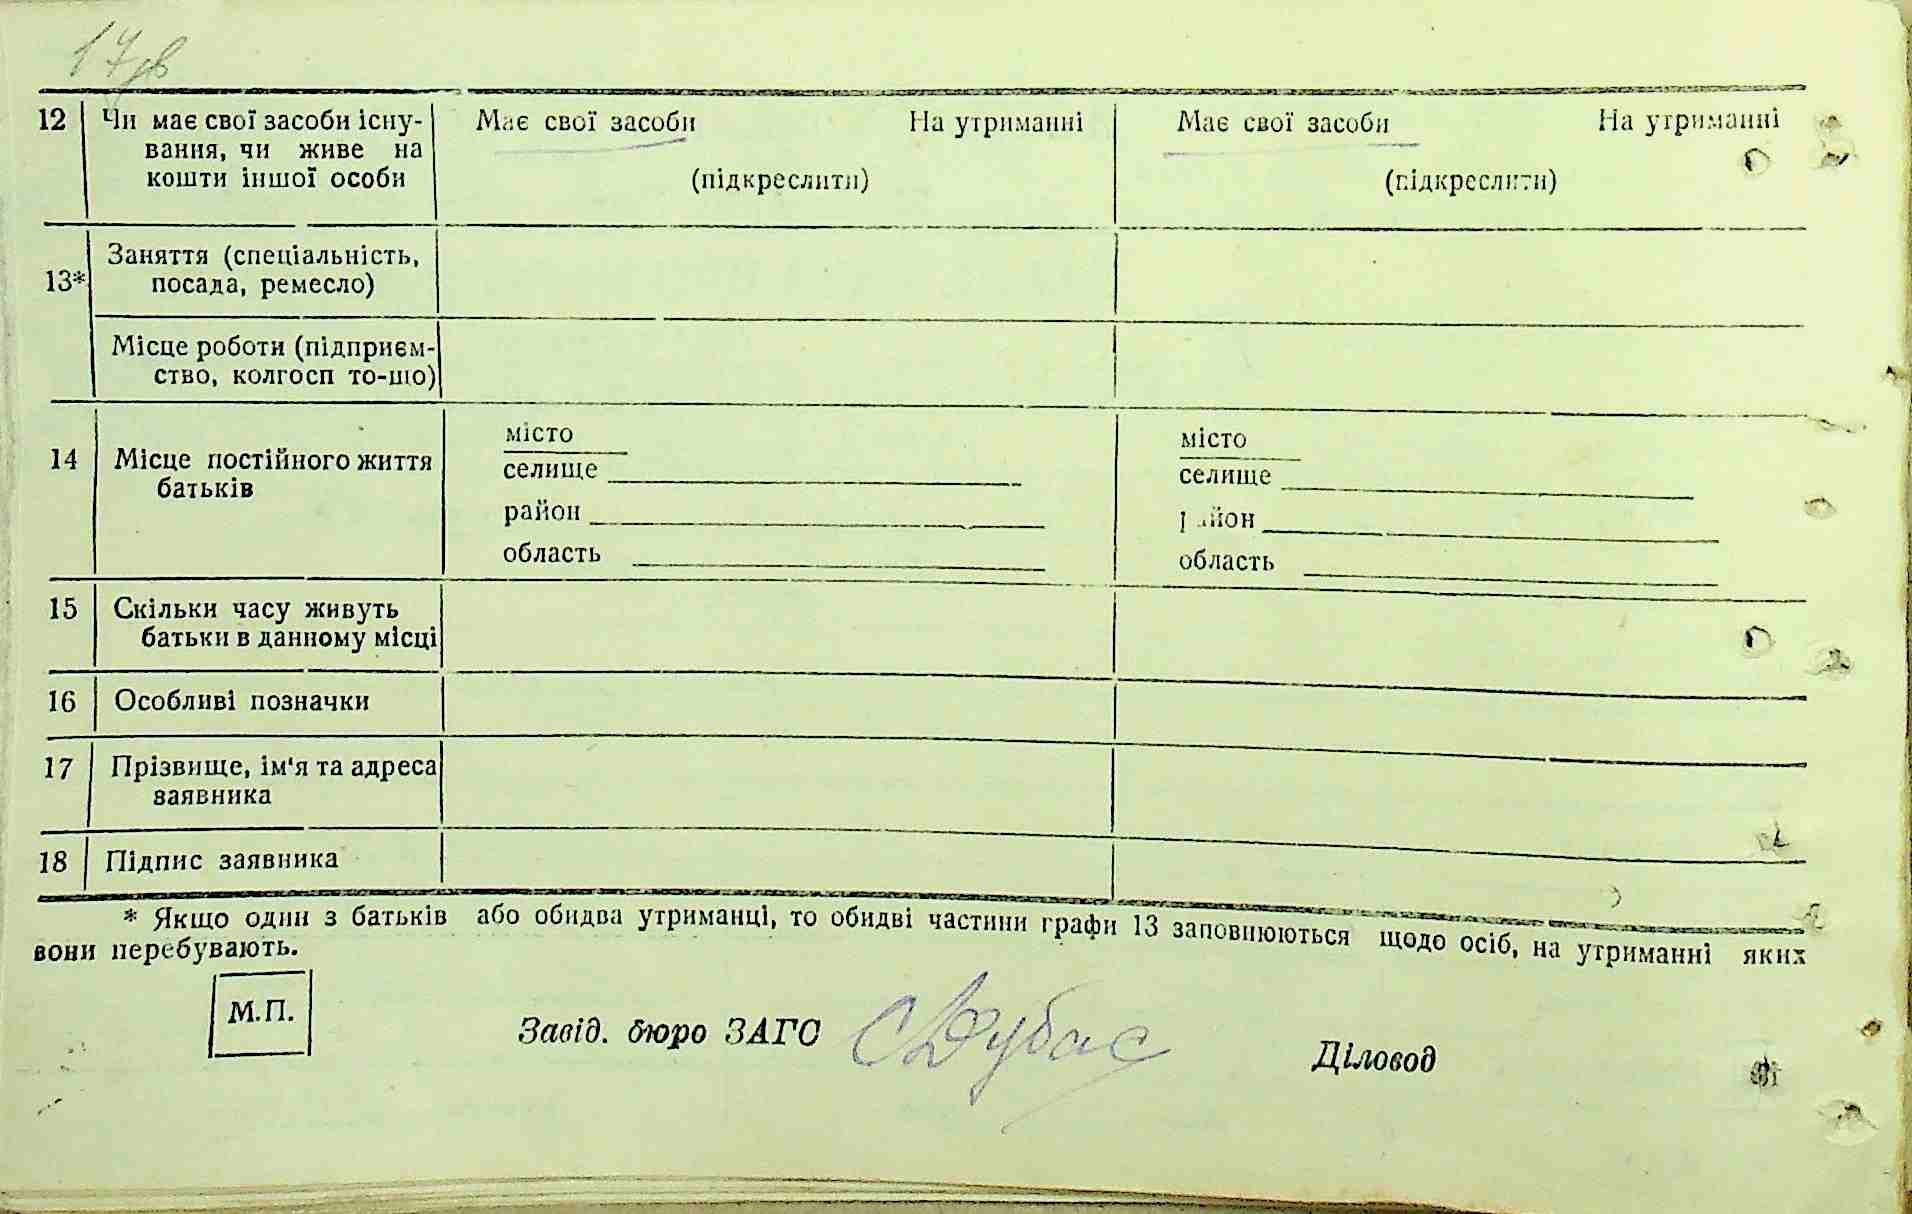 17зв
12 Чи має свої засоби існу- Має свої засоби На утриманні Має свої засоби На утриманні
вання, чи живе на
кошти іншої особи (підкреслити) (підкреслити)
13* Заняття (спеціальність,
посада, ремесло)
Місце роботи (підприєм-
ство, колгосп то-що)
місто місто
14 Місце постійного життя селище селище
батьків
район район
область область
15 Скільки часу живуть
батьки в данному місці
16 Особливі позначки
17 Прізвище, ім'я та адреса
заявника
18 Підпис заявника
* Якщо один з батьків або обидва утриманці, то обидві частини графи 13 заповнюються щодо осіб, на утриманні яких
вони перебувають.
М.П.
Завід. бюро ЗАГС СДубас Діловод